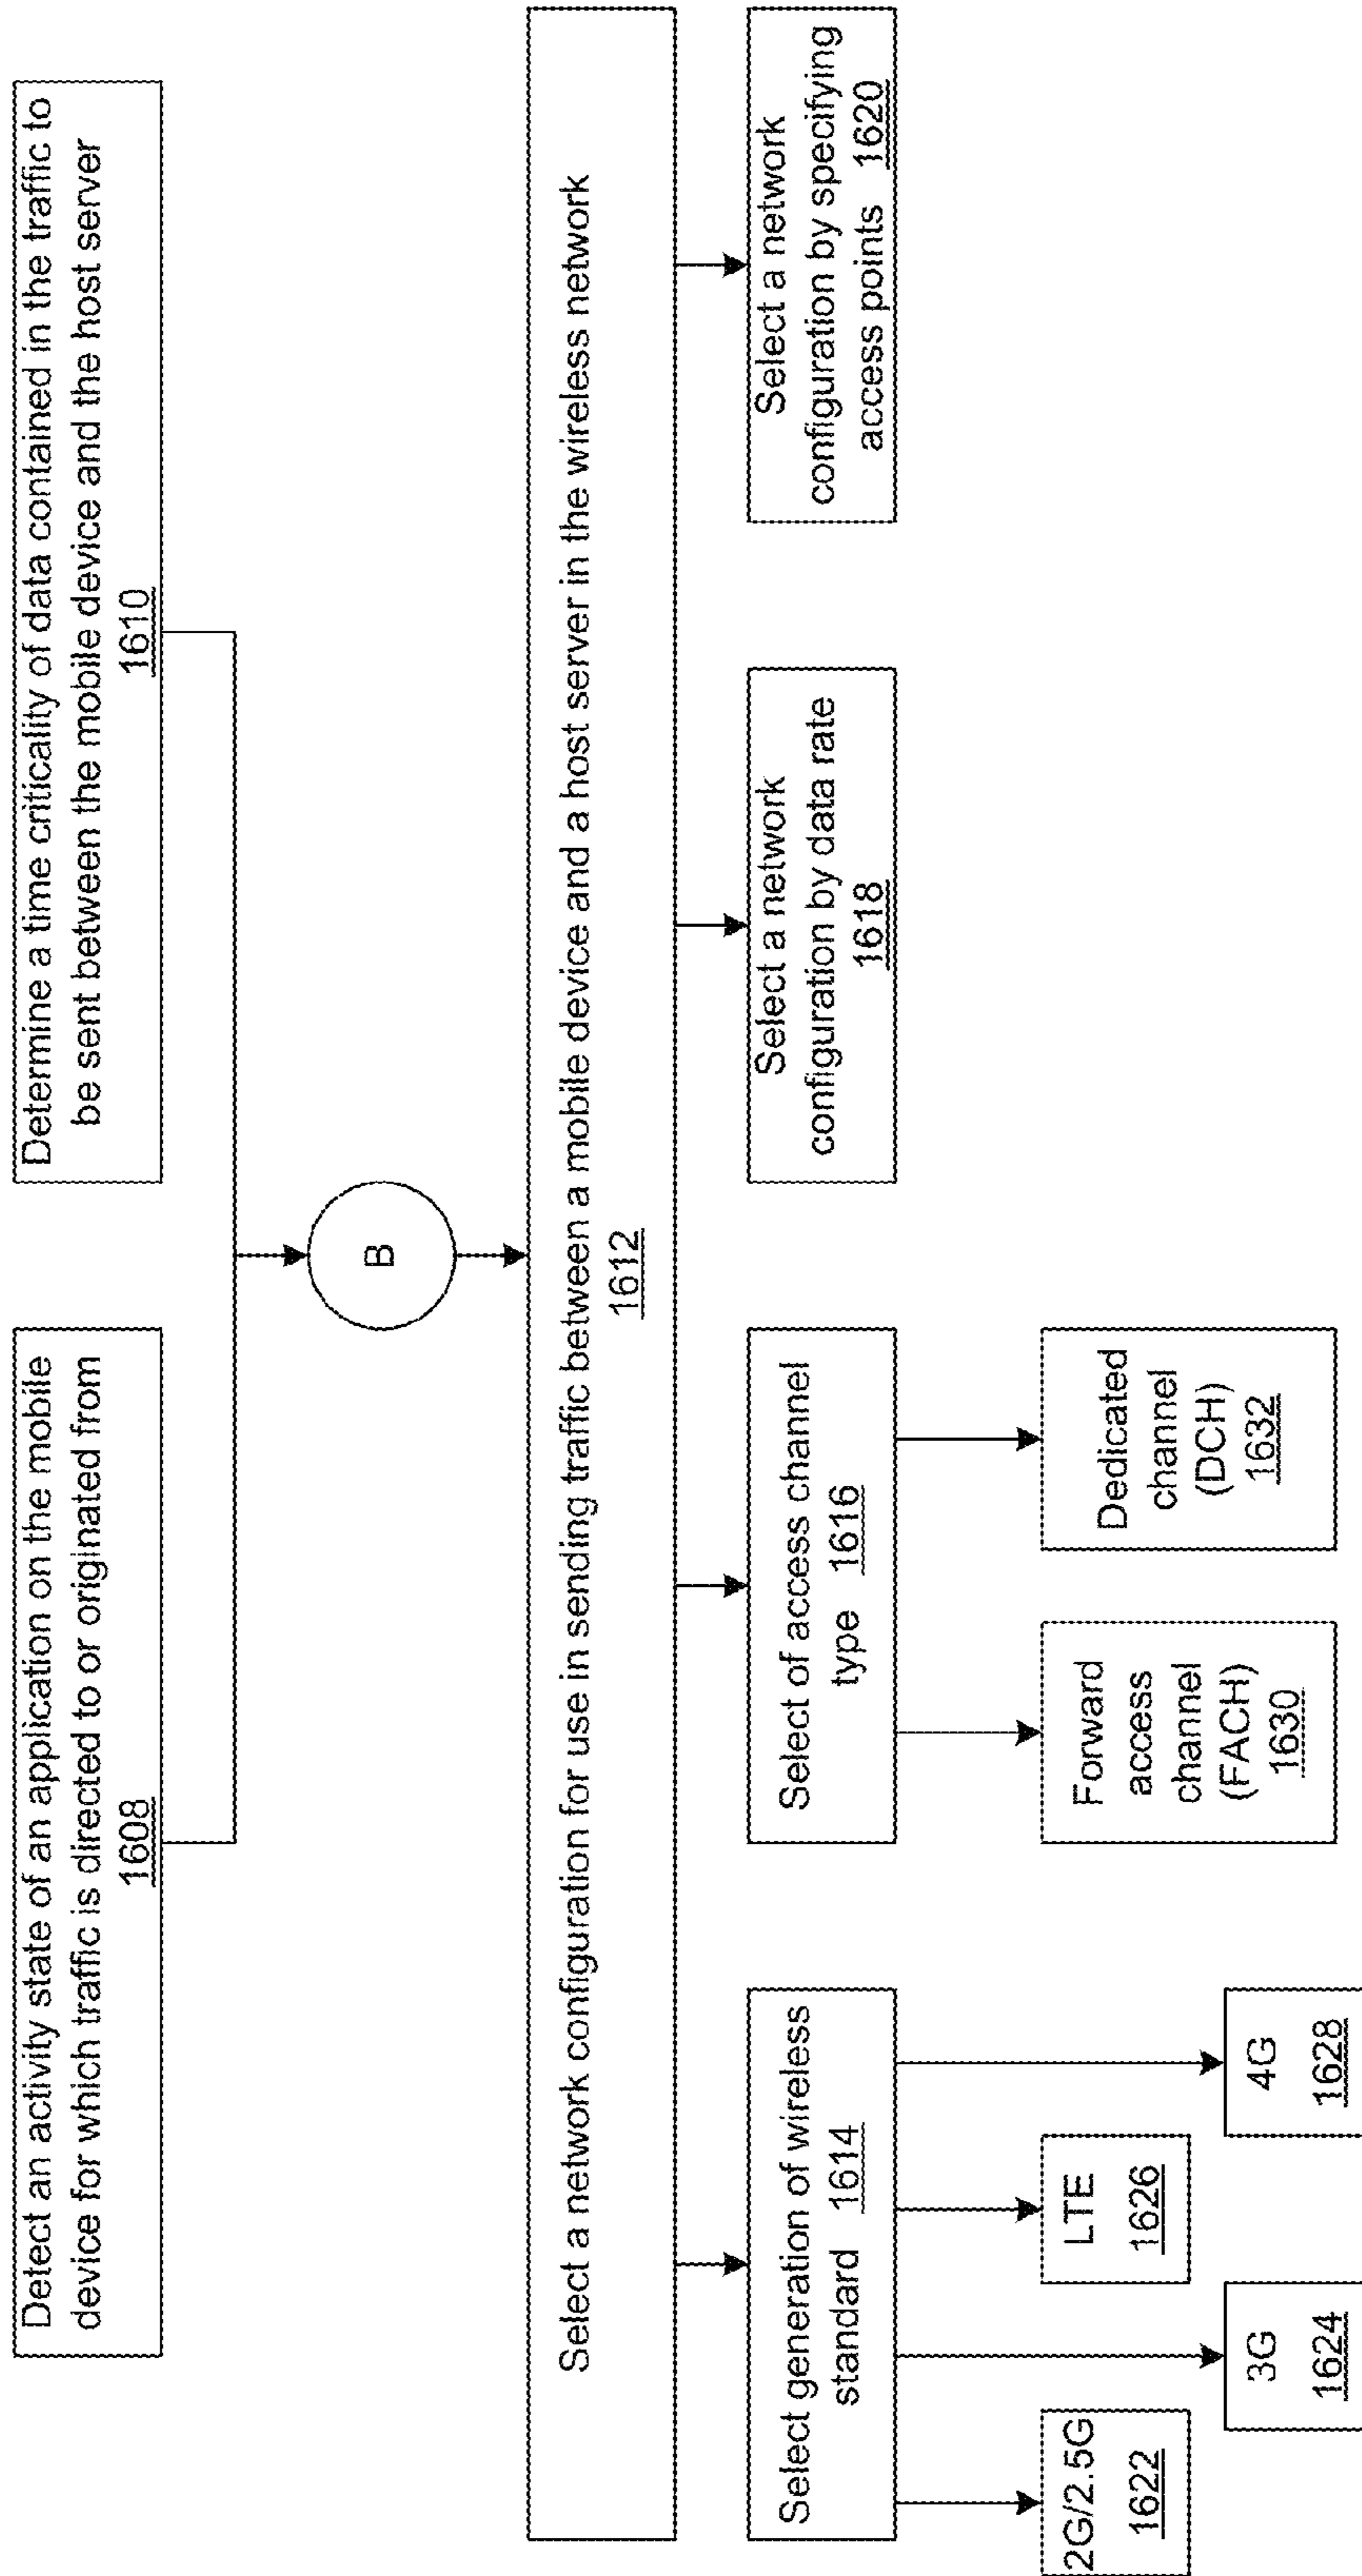 Detect an activity state of an application on the mobile
device for which traffic is directed to or originated from
1608
Determine a time criticality of data contained in the traffic to
be sent between the mobile device and the host server
1610
B
Select a network configuration for use in sending traffic between a mobile device and a host server in the wireless network
1612
Select generation of wireless
standard 1614
Select of access channel
type 1616
Select a network
configuration by data rate
1618
Select a network
configuration by specifying
access points 1620
2G/2.5G
1622
3G
1624
LTE
1626
4G
1628
Forward
access
channel
(FACH)
1630
Dedicated
channel
(DCH)
1632